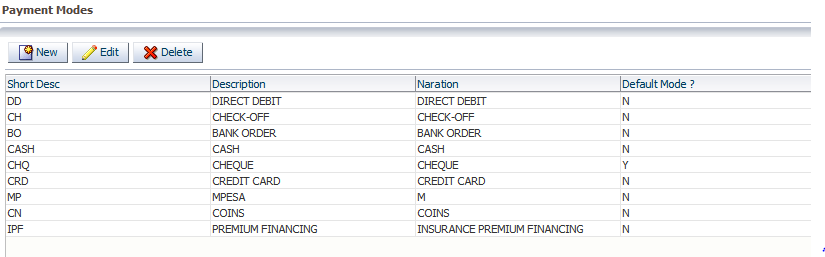 Payment Modes
New Edit Delete
Short Desc Description Naration Default Mode ?
DD DIRECT DEBIT DIRECT DEBIT N
CH CHECK-OFF CHECK-OFF N
BO BANK ORDER BANK ORDER N
CASH CASH CASH N
CHQ CHEQUE CHEQUE Y
CRD CREDIT CARD CREDIT CARD N
MP MPESA M N
CN COINS COINS N
IPF PREMIUM FINANCING INSURANCE PREMIUM FINANCING N